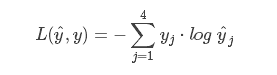 L(ŷ, y) = − ∑_{j=1}^{4} y_j · log ŷ_j